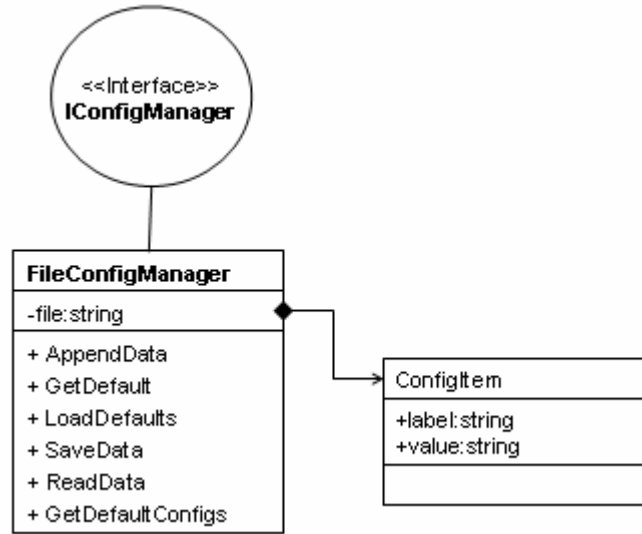 <<Interface>>
IConfigManager
FileConfigManager
-file:string
+ AppendData
+ GetDefault
+ LoadDefaults
+ SaveData
+ ReadData
+ GetDefaultConfigs
ConfigItem
+label:string
+value:string